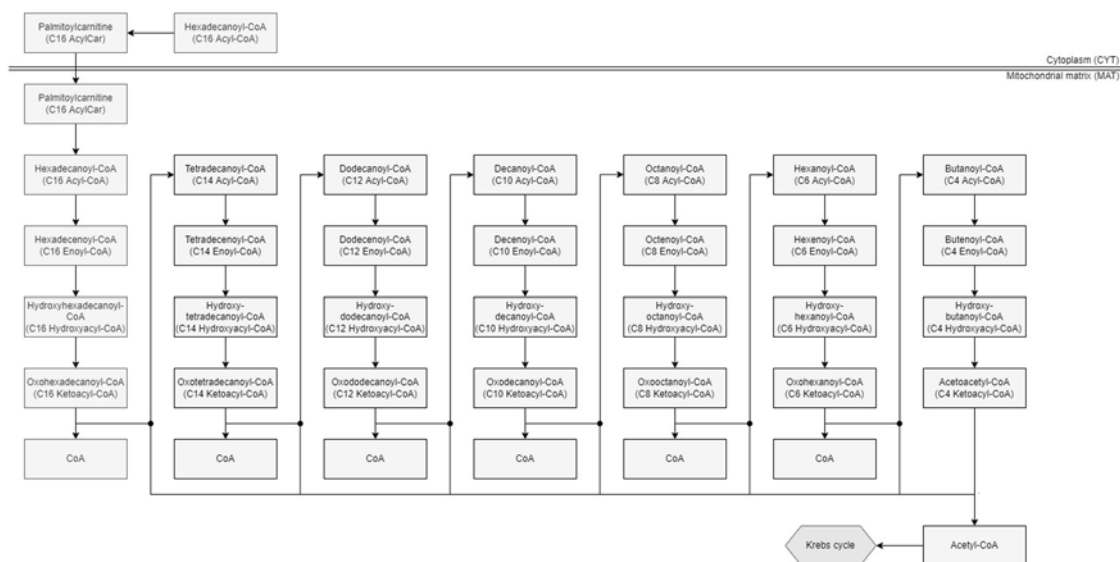 Palmitoylcarnitine
(C16 AcylCar)
Hexadecanoyl-CoA
(C16 Acyl-CoA)
Cytoplasm (CYT)
Mitochondrial matrix (MAT)
Palmitoylcarnitine
(C16 AcylCar)
Hexadecanoyl-CoA
(C16 Acyl-CoA)
Tetradecanoyl-CoA
(C14 Acyl-CoA)
Dodecanoyl-CoA
(C12 Acyl-CoA)
Decanoyl-CoA
(C10 Acyl-CoA)
Octanoyl-CoA
(C8 Acyl-CoA)
Hexanoyl-CoA
(C6 Acyl-CoA)
Butanoyl-CoA
(C4 Acyl-CoA)
Hexadecenoyl-CoA
(C16 Enoyl-CoA)
Tetradecenoyl-CoA
(C14 Enoyl-CoA)
Dodecenoyl-CoA
(C12 Enoyl-CoA)
Decenoyl-CoA
(C10 Enoyl-CoA)
Octenoyl-CoA
(C8 Enoyl-CoA)
Hexenoyl-CoA
(C6 Enoyl-CoA)
Butenoyl-CoA
(C4 Enoyl-CoA)
Hydroxyhexadecanoyl-
CoA
(C16 Hydroxyacyl-CoA)
Hydroxy-
tetradecanoyl-CoA
(C14 Hydroxyacyl-CoA)
Hydroxy-
dodecanoyl-CoA
(C12 Hydroxyacyl-CoA)
Hydroxy-
decanoyl-CoA
(C10 Hydroxyacyl-CoA)
Hydroxy-
octanoyl-CoA
(C8 Hydroxyacyl-CoA)
Hydroxy-
hexanoyl-CoA
(C6 Hydroxyacyl-CoA)
Hydroxy-
butanoyl-CoA
(C4 Hydroxyacyl-CoA)
Oxohexadecanoyl-CoA
(C16 Ketoacyl-CoA)
Oxotetradecanoyl-CoA
(C14 Ketoacyl-CoA)
Oxododecanoyl-CoA
(C12 Ketoacyl-CoA)
Oxodecanoyl-CoA
(C10 Ketoacyl-CoA)
Oxooctanoyl-CoA
(C8 Ketoacyl-CoA)
Oxohexanoyl-CoA
(C6 Ketoacyl-CoA)
Acetoacetyl-CoA
(C4 Ketoacyl-CoA)
CoA
CoA
CoA
CoA
CoA
CoA
Krebs cycle
Acetyl-CoA